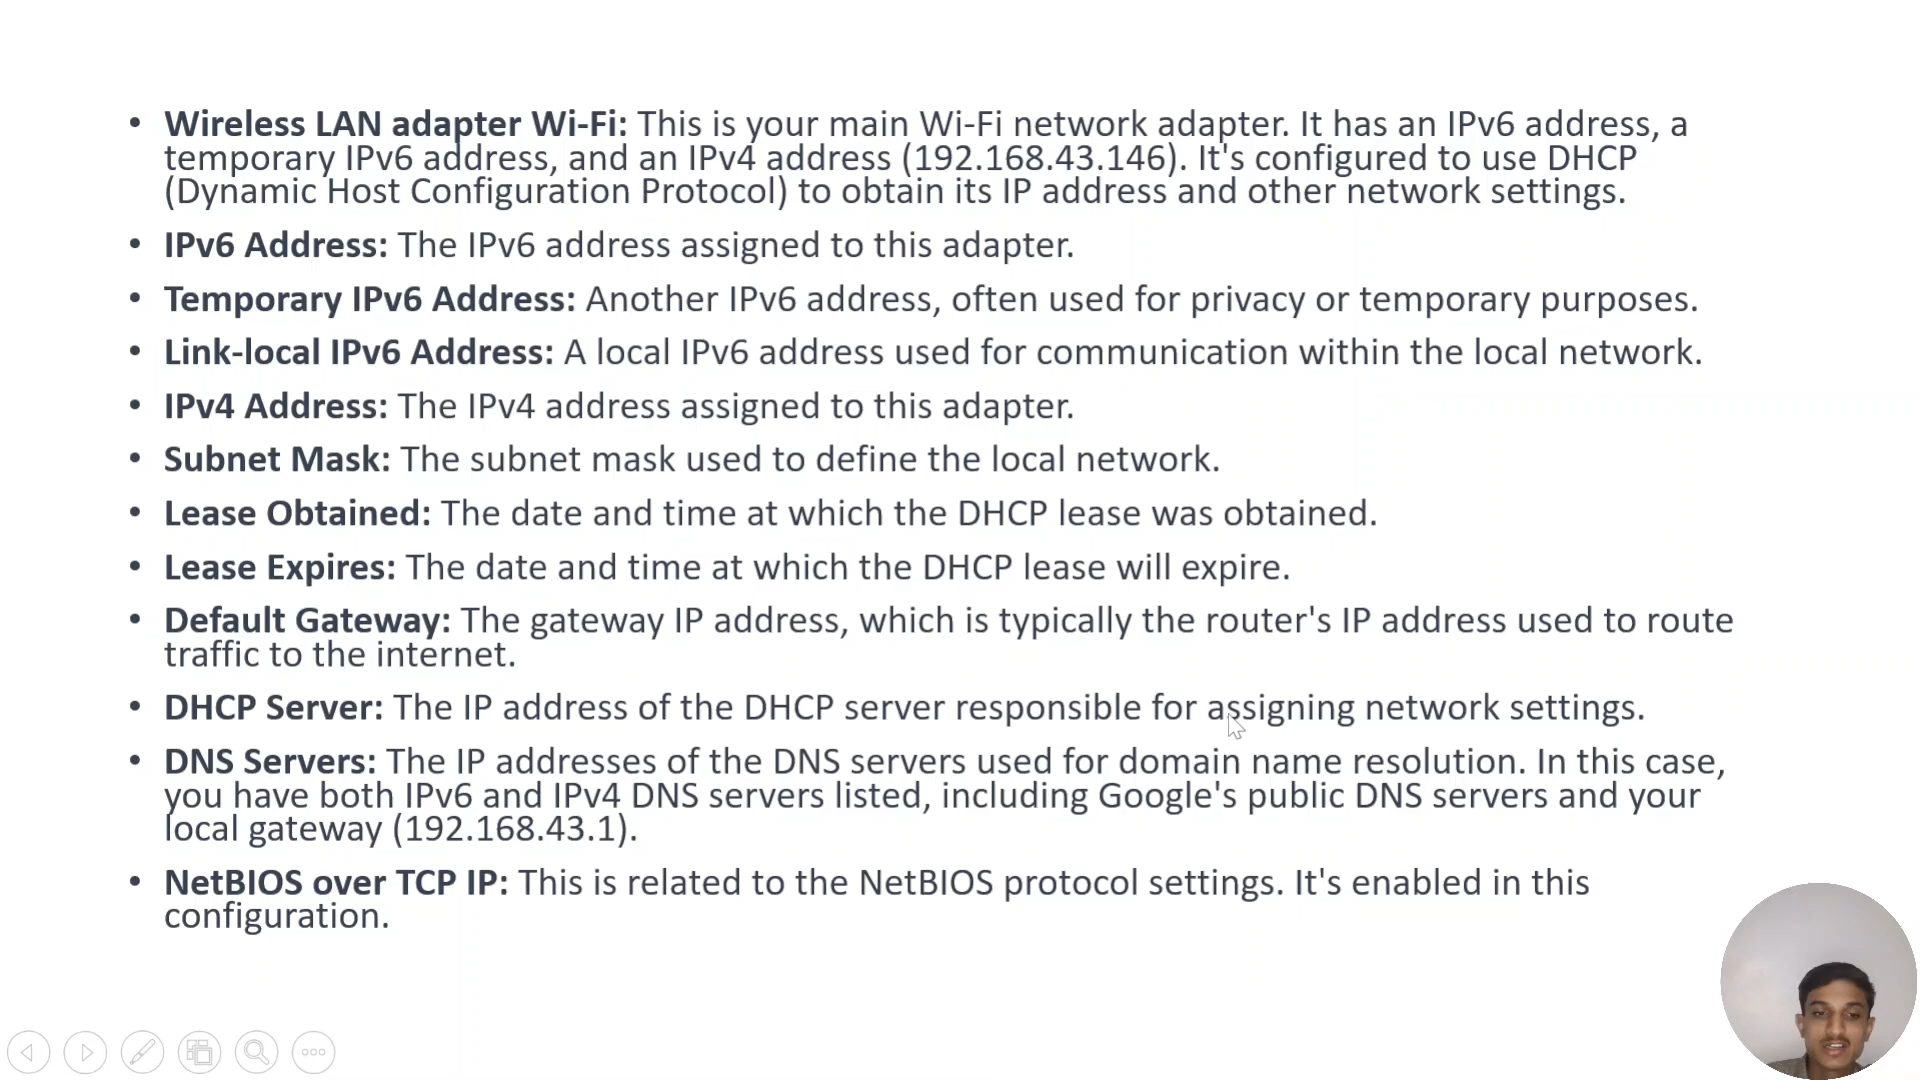 • Wireless LAN adapter Wi-Fi: This is your main Wi-Fi network adapter. It has an IPv6 address, a
temporary IPv6 address, and an IPv4 address (192.168.43.146). It's configured to use DHCP
(Dynamic Host Configuration Protocol) to obtain its IP address and other network settings.
• IPv6 Address: The IPv6 address assigned to this adapter.
• Temporary IPv6 Address: Another IPv6 address, often used for privacy or temporary purposes.
• Link-local IPv6 Address: A local IPv6 address used for communication within the local network.
• IPv4 Address: The IPv4 address assigned to this adapter.
• Subnet Mask: The subnet mask used to define the local network.
• Lease Obtained: The date and time at which the DHCP lease was obtained.
• Lease Expires: The date and time at which the DHCP lease will expire.
• Default Gateway: The gateway IP address, which is typically the router's IP address used to route
traffic to the internet.
• DHCP Server: The IP address of the DHCP server responsible for assigning network settings.
• DNS Servers: The IP addresses of the DNS servers used for domain name resolution. In this case,
you have both IPv6 and IPv4 DNS servers listed, including Google's public DNS servers and your
local gateway (192.168.43.1).
• NetBIOS over TCP IP: This is related to the NetBIOS protocol settings. It's enabled in this
configuration.